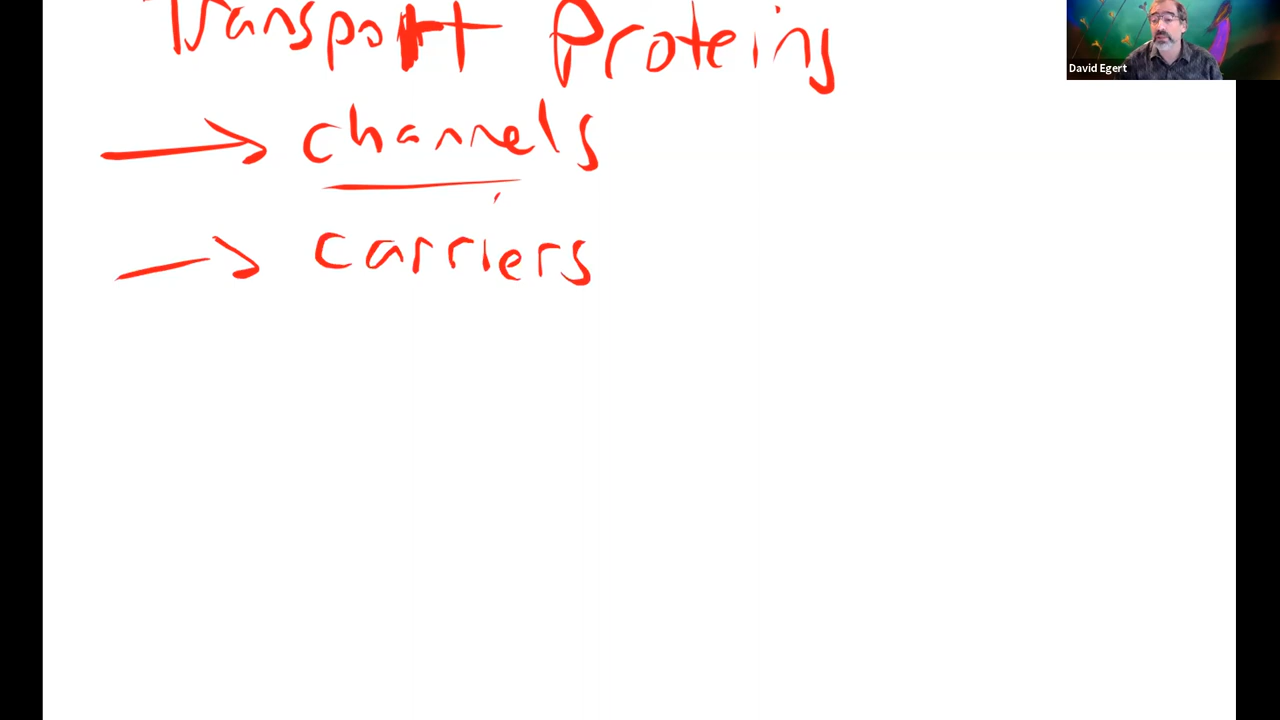 Transport Proteins
David Egert
→ channels
→ carriers